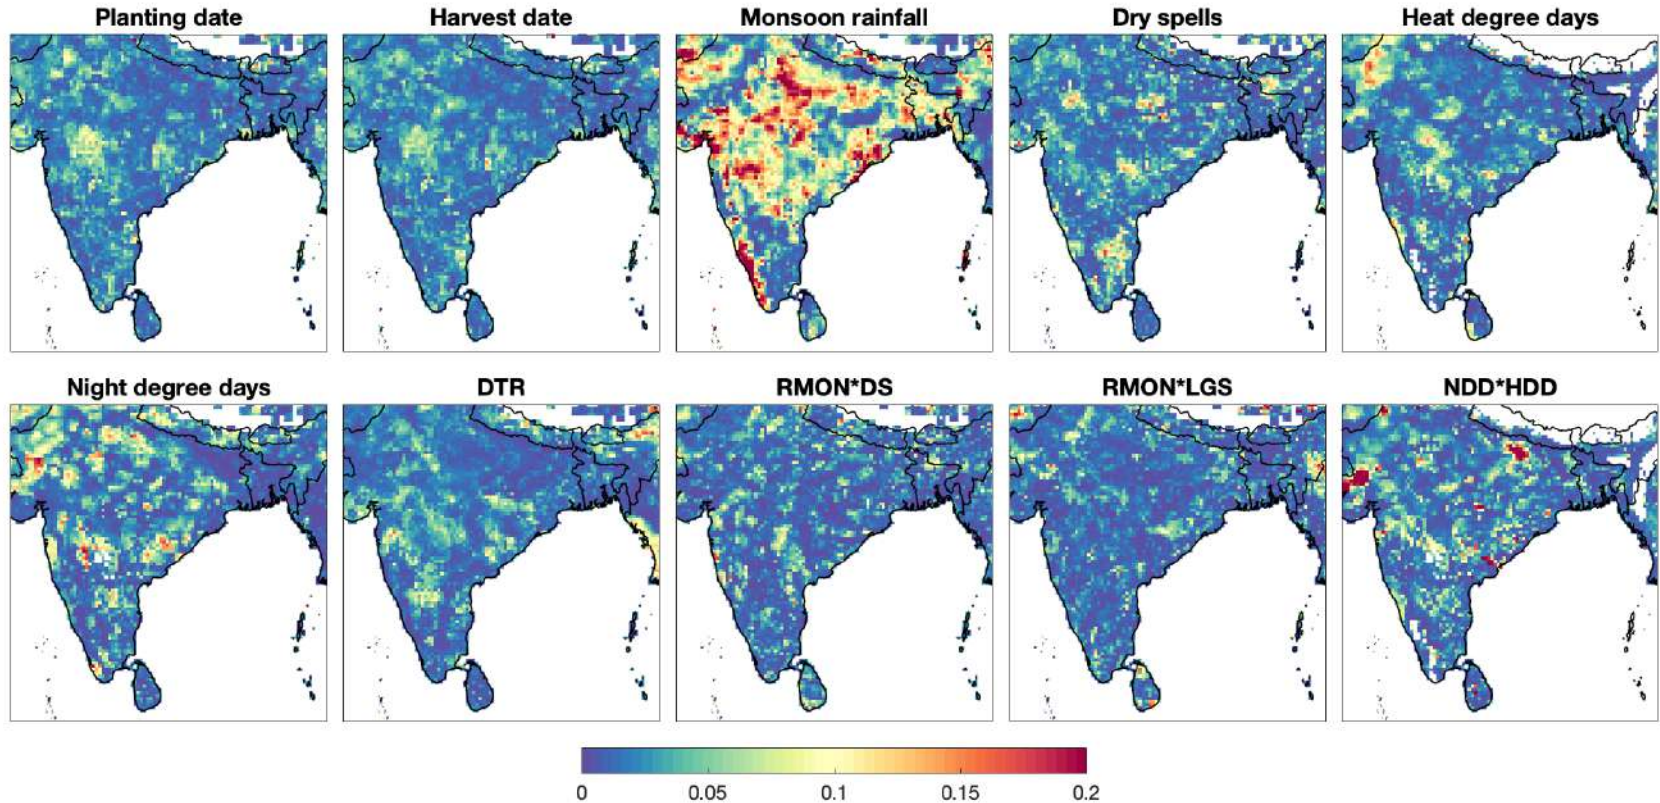 Planting date
Harvest date
Monsoon rainfall
Dry spells
Heat degree days
Night degree days
DTR
RMON*DS
RMON*LGS
NDD*HDD
0
0.05
0.1
0.15
0.2